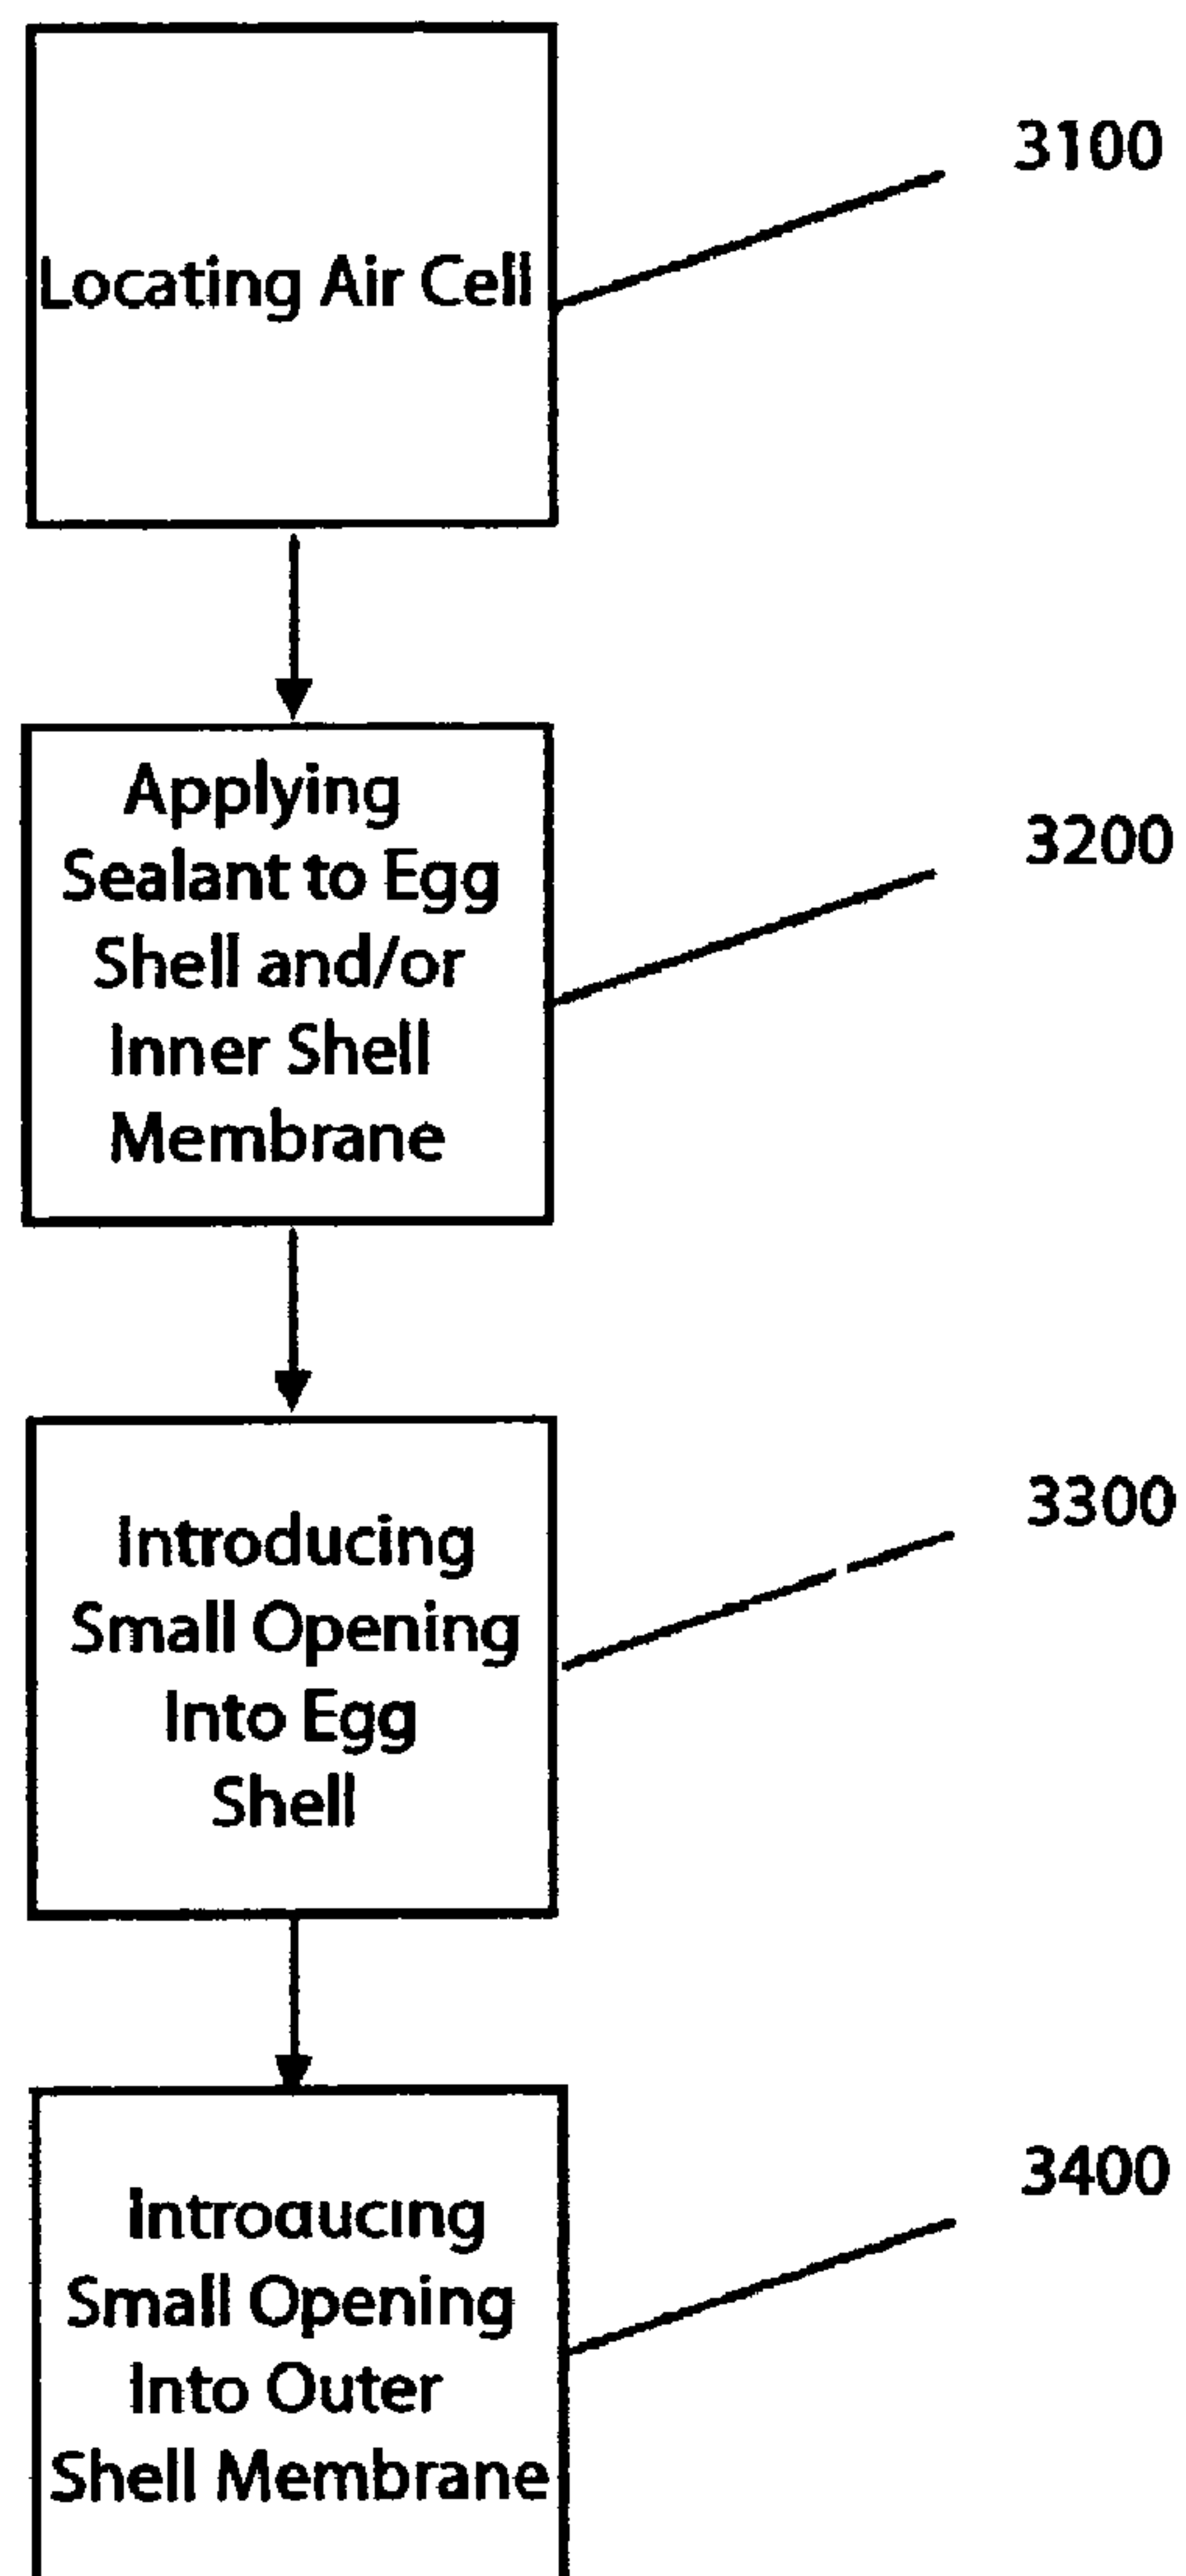 3100
Locating Air Cell
3200
Applying
Sealant to Egg
Shell and/or
Inner Shell
Membrane
3300
Introducing
Small Opening
Into Egg
Shell
3400
Introducing
Small Opening
Into Outer
Shell Membrane